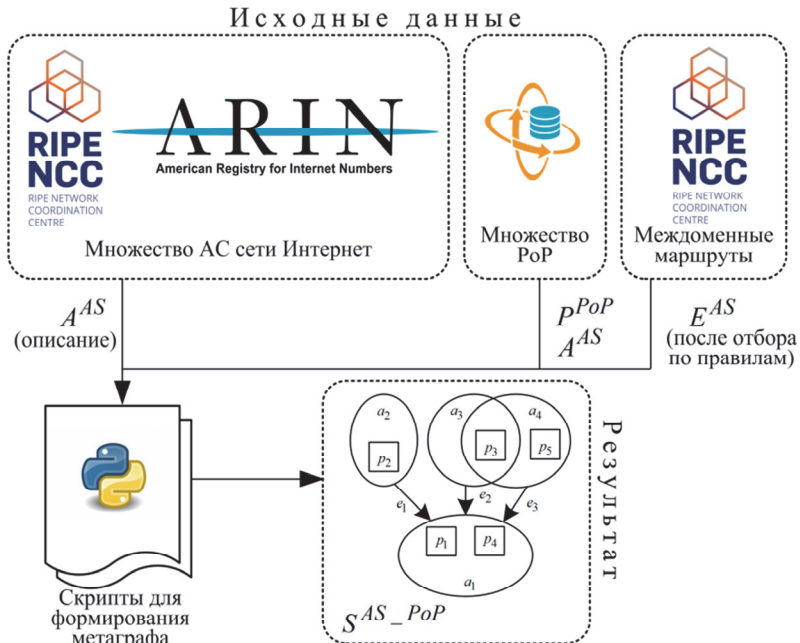 Исходные данные
RIPE
NCC
RIPE NETWORK
COORDINATION
CENTRE
ARIN
American Registry for Internet Numbers
Множество АС сети Интернет
Множество
PoP
RIPE
NCC
RIPE NETWORK
COORDINATION
CENTRE
Междоменные
маршруты
A^AS
(описание)
P^PoP
A^AS
E^AS
(после отбора
по правилам)
Скрипты для
формирования
метаграфа
a₂
p₂
a₃
p₃
a₄
p₅
e₁
e₂
e₃
p₁
p₄
a₁
S^AS_PoP
Результат